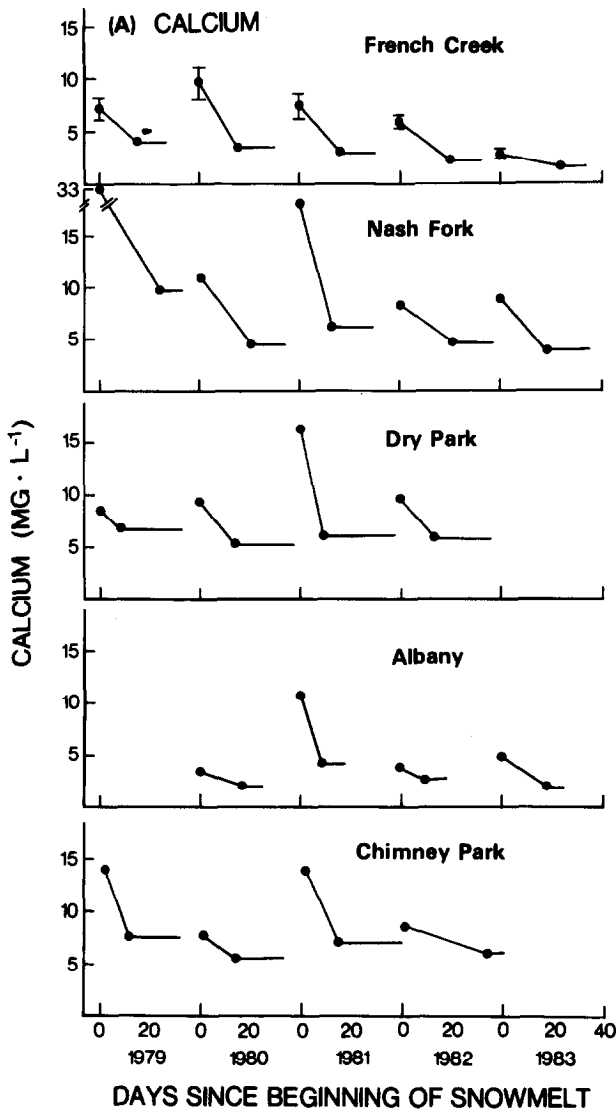 (A) CALCIUM
French Creek
15
10
5
33
Nash Fork
15
10
5
Dry Park
15
10
5
CALCIUM (MG · L⁻¹)
Albany
15
10
5
Chimney Park
15
10
5
0 20 0 20 0 20 0 20 0 20 40
1979 1980 1981 1982 1983
DAYS SINCE BEGINNING OF SNOWMELT